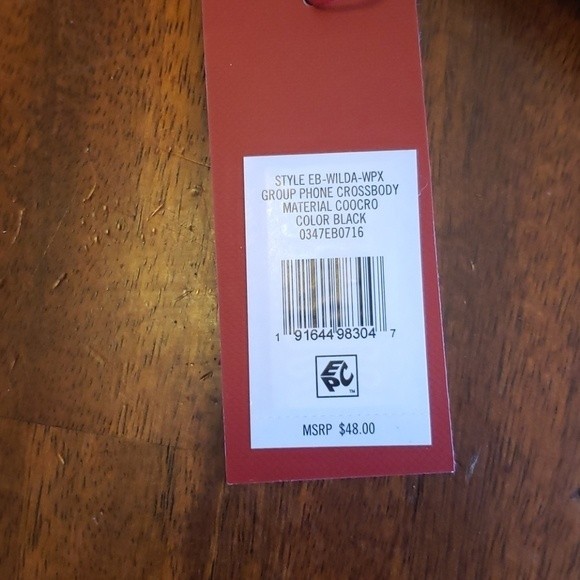 STYLE EB-WILDA-WPX
GROUP PHONE CROSSBODY
MATERIAL COOCRO
COLOR BLACK
0347EB0716
1 91644 98304 7
EPC
TM
MSRP $48.00